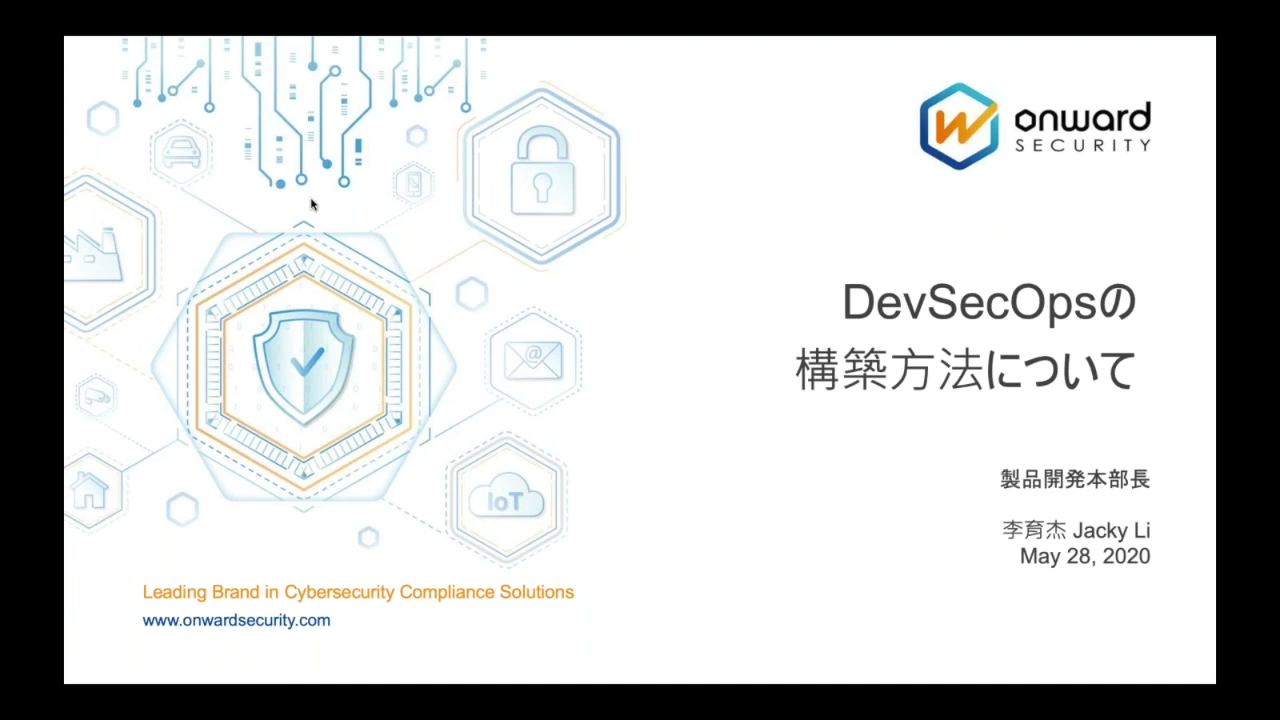 onward
SECURITY
DevSecOpsの
構築方法について
製品開発本部長
李育杰 Jacky Li
May 28, 2020
@
IoT
Leading Brand in Cybersecurity Compliance Solutions
www.onwardsecurity.com